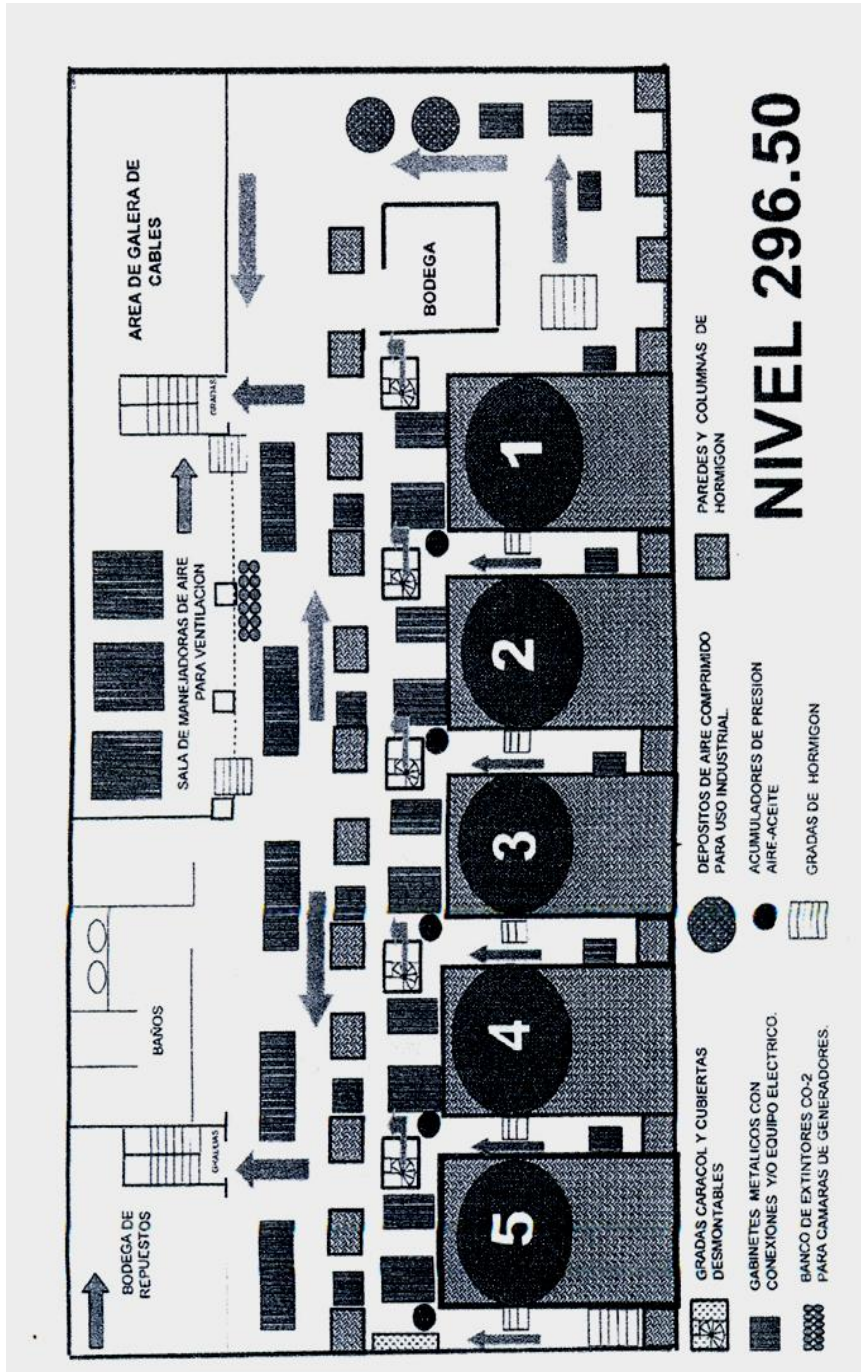 BODEGA DE
REPUESTOS
GRADAS
BAÑOS
SALA DE MANEJADORAS DE AIRE
PARA VENTILACION
GRADAS
AREA DE GALERA DE
CABLES
BODEGA
5
4
3
2
1
GRADAS CARACOL Y CUBIERTAS
DESMONTABLES
GABINETES METALICOS CON
CONEXIONES Y/O EQUIPO ELECTRICO.
BANCO DE EXTINTORES CO-2
PARA CAMARAS DE GENERADORES.
DEPOSITOS DE AIRE COMPRIMIDO
PARA USO INDUSTRIAL.
ACUMULADORES DE PRESION
AIRE-ACEITE
GRADAS DE HORMIGON
PAREDES Y COLUMNAS DE
HORMIGON
NIVEL 296.50